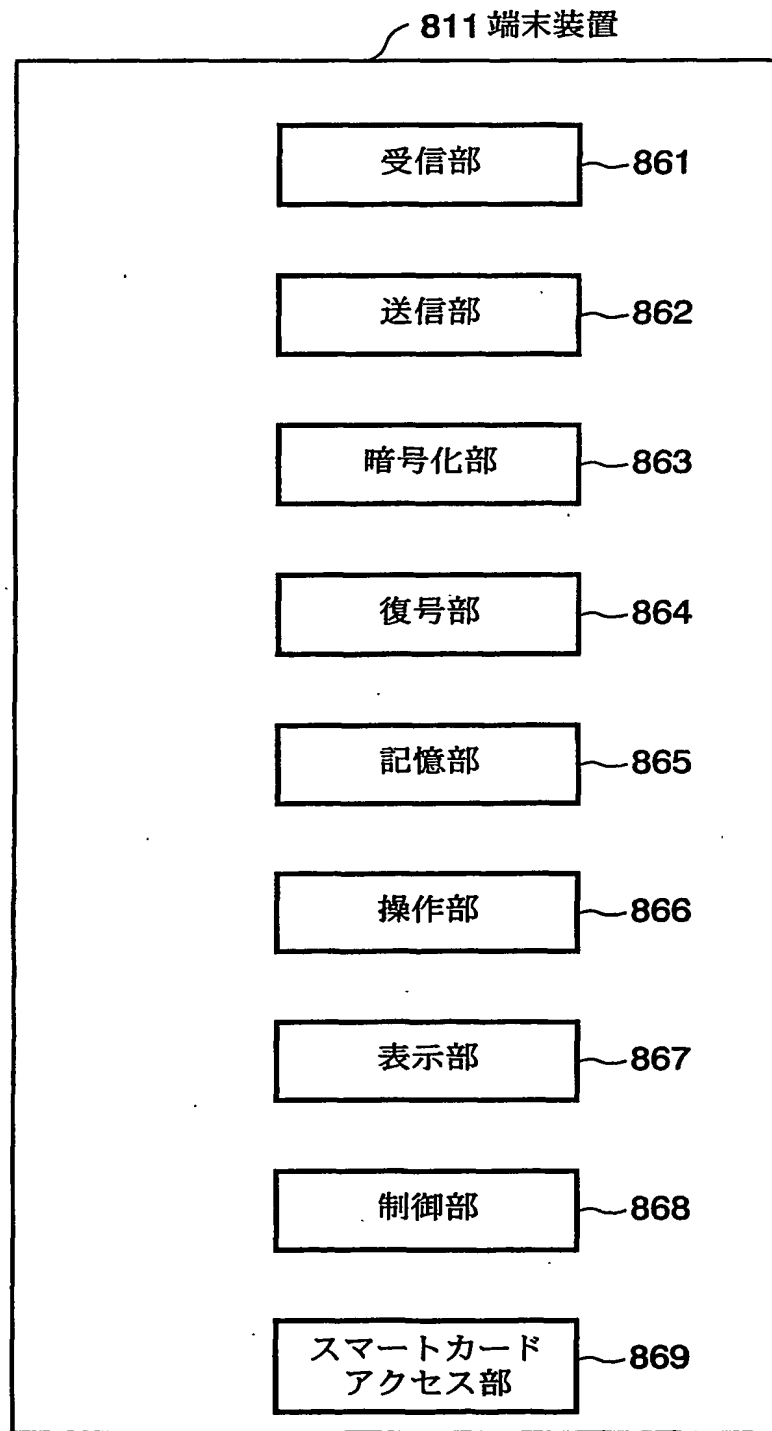 811 端末装置
受信部 861
送信部 862
暗号化部 863
復号部 864
記憶部 865
操作部 866
表示部 867
制御部 868
スマートカード
アクセス部 869